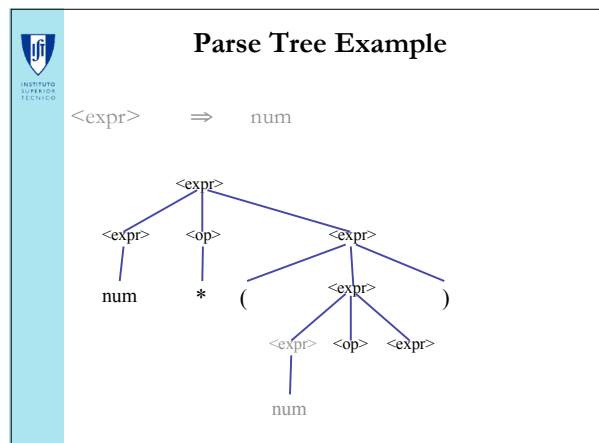 Parse Tree Example
INSTITUTO
SUPERIOR
TÉCNICO
<expr> ⇒ num
<expr>
<expr> <op> <expr>
num * ( <expr> )
<expr> <op> <expr>
num